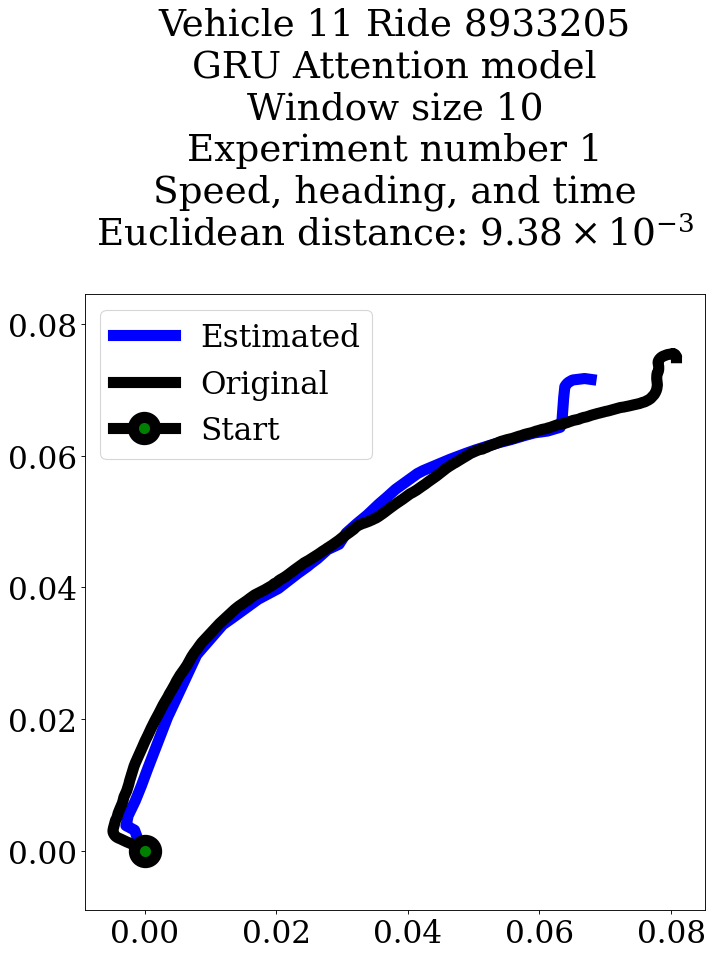 Vehicle 11 Ride 8933205
GRU Attention model
Window size 10
Experiment number 1
Speed, heading, and time
Euclidean distance: 9.38 × 10⁻³
Estimated
Original
Start
0.08
0.06
0.04
0.02
0.00
0.00 0.02 0.04 0.06 0.08